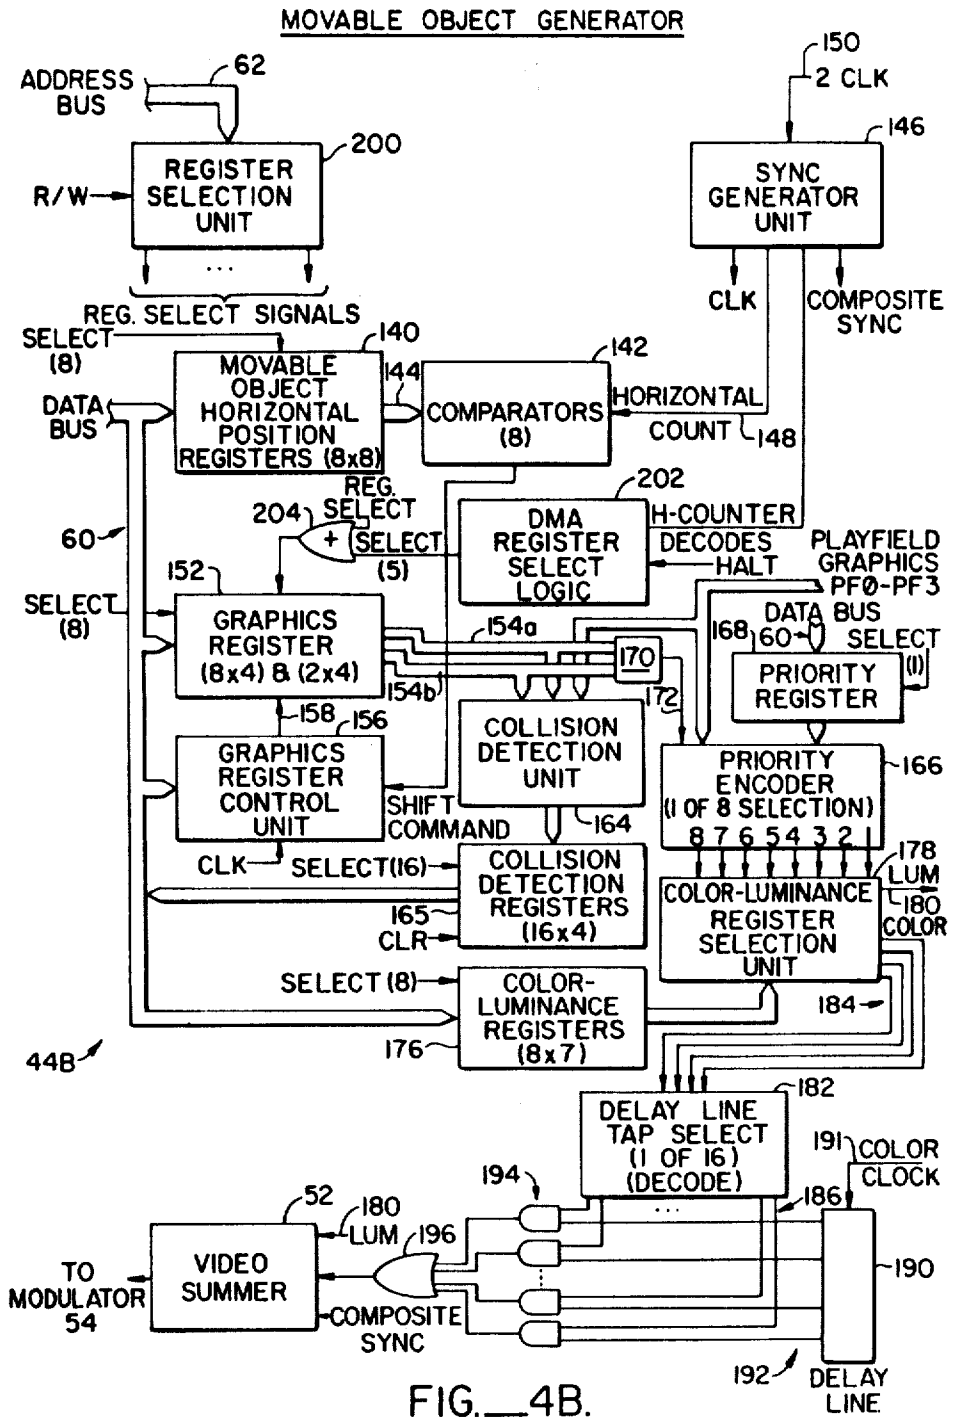 MOVABLE OBJECT GENERATOR
150
62
2 CLK
ADDRESS
BUS
200
146
REGISTER
SELECTION
UNIT
R/W
SYNC
GENERATOR
UNIT
...
CLK
COMPOSITE
SYNC
REG. SELECT SIGNALS
SELECT
(8)
140
142
MOVABLE
OBJECT
HORIZONTAL
POSITION
REGISTERS (8x8)
144
DATA
BUS
COMPARATORS
(8)
HORIZONTAL
COUNT
148
REG.
SELECT
202
204
+
SELECT
(5)
DMA
REGISTER
SELECT
LOGIC
H-COUNTER
DECODES
HALT
PLAYFIELD
GRAPHICS
PFØ-PF3
60
152
SELECT
(8)
GRAPHICS
REGISTER
(8x4) & (2x4)
154a
154b
170
172
DATA BUS
168
60
SELECT
(1)
PRIORITY
REGISTER
158
156
GRAPHICS
REGISTER
CONTROL
UNIT
COLLISION
DETECTION
UNIT
PRIORITY
ENCODER
(1 OF 8 SELECTION)
8 7 6 5 4 3 2
166
SHIFT
COMMAND
164
CLK
SELECT (16)
COLLISION
DETECTION
REGISTERS
(16x4)
165
CLR
178
LUM
180
COLOR
COLOR-LUMINANCE
REGISTER
SELECTION
UNIT
SELECT (8)
COLOR-
LUMINANCE
REGISTERS
(8x7)
184
44B
176
182
DELAY LINE
TAP SELECT
(1 OF 16)
(DECODE)
191
COLOR
CLOCK
194
...
186
52
180
LUM
196
VIDEO
SUMMER
190
TO
MODULATOR
54
COMPOSITE
SYNC
192
DELAY
LINE
FIG._4B.